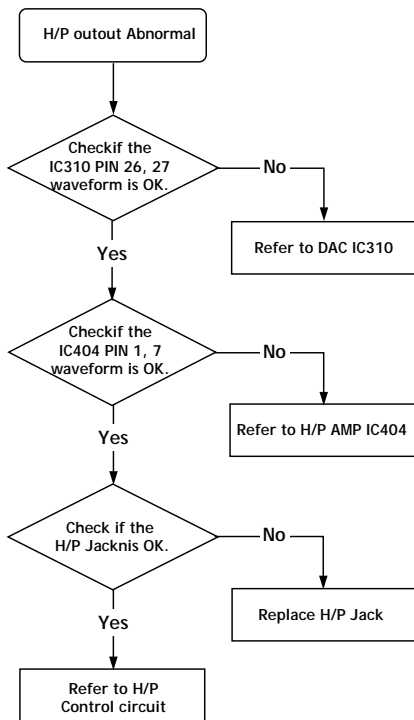 H/P outout Abnormal
Checkif the
IC310 PIN 26, 27
waveform is OK.
No
Refer to DAC IC310
Yes
Checkif the
IC404 PIN 1, 7
waveform is OK.
No
Refer to H/P AMP IC404
Yes
Check if the
H/P Jacknis OK.
No
Replace H/P Jack
Yes
Refer to H/P
Control circuit